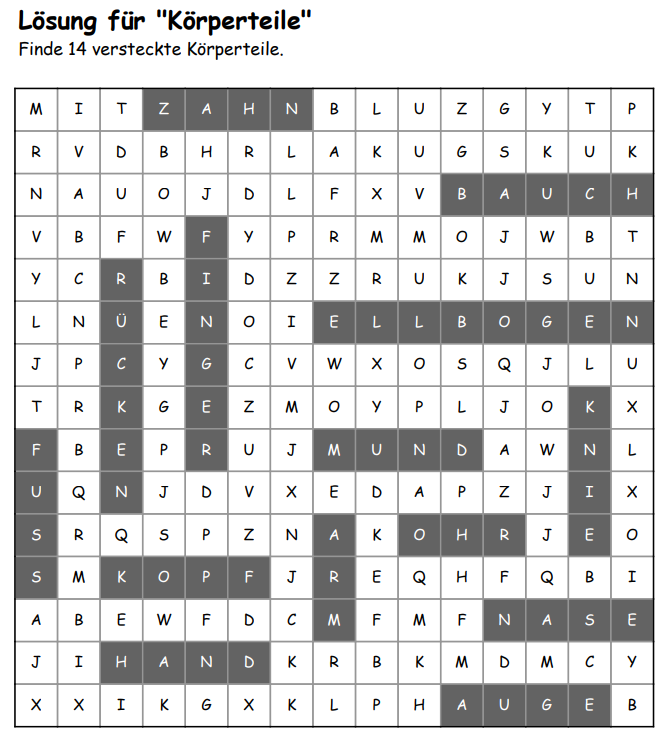 Lösung für "Körperteile"
Finde 14 versteckte Körperteile.
M I T Z A H N B L U Z G Y T P
R V D B H R L A K U G S K U K
N A U O J D L F X V B A U C H
V B F W F Y P R M M O J W B T
Y C R B I D Z Z R U K J S U N
L N Ü E N O I E L L B O G E N
J P C Y G C V W X O S Q J L U
T R K G E Z M O Y P L J O K X
F B E P R U J M U N D A W N L
U Q N J D V X E D A P Z J I X
S R Q S P Z N A K O H R J E O
S M K O P F J R E Q H F Q B I
A B E W F D C M F M F N A S E
J I H A N D K R B K M D M C Y
X X I K G X K L P H A U G E B